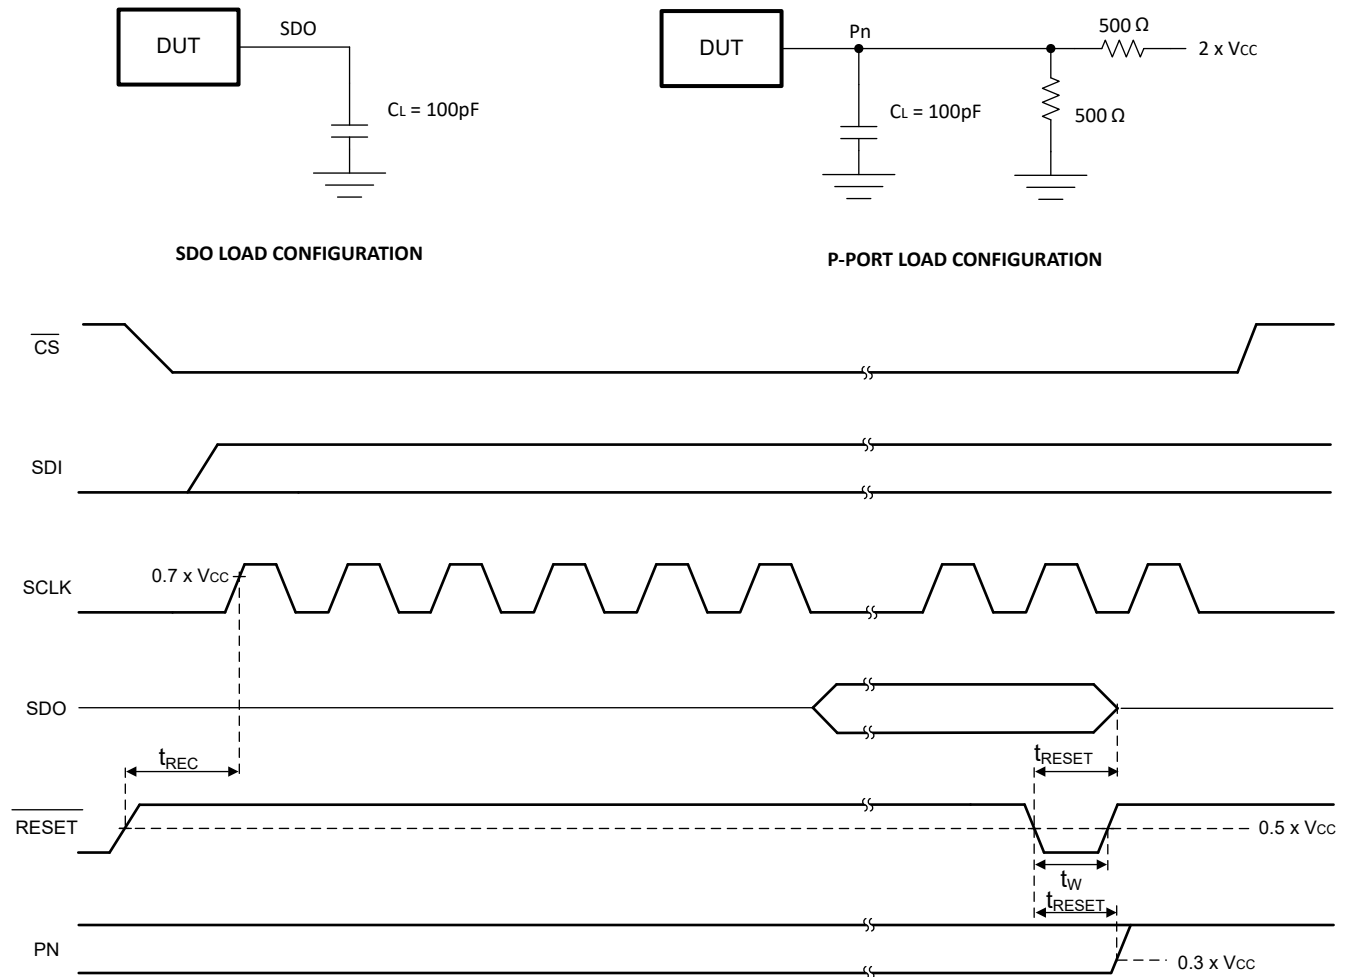 DUT
SDO
CL = 100pF
SDO LOAD CONFIGURATION
DUT
Pn
500 Ω
2 x VCC
CL = 100pF
500 Ω
P-PORT LOAD CONFIGURATION
CS
SDI
SCLK
0.7 x VCC
SDO
tREC
tRESET
RESET
0.5 x VCC
tW
tRESET
PN
0.3 x VCC